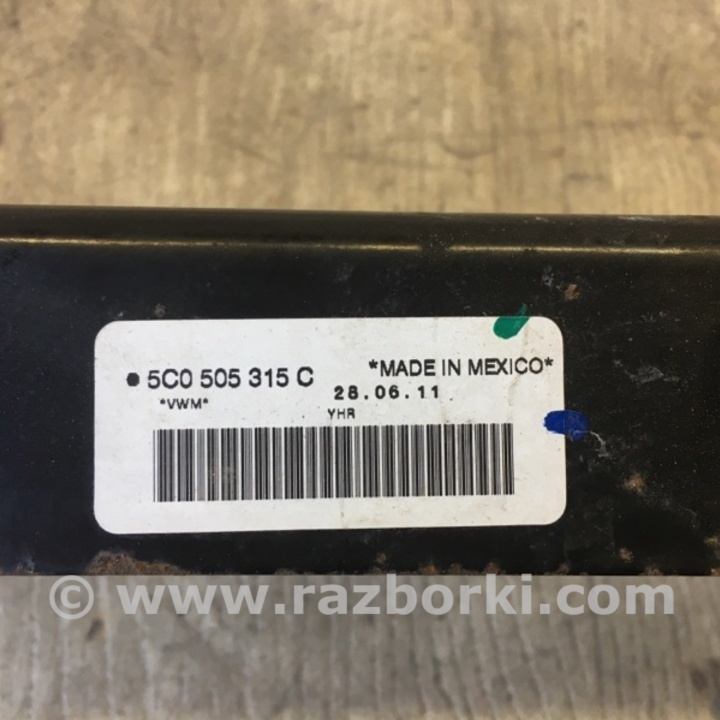 5C0 505 315 C *MADE IN MEXICO*
*VWM* 28.06.11
YHR
© www.razborki.com